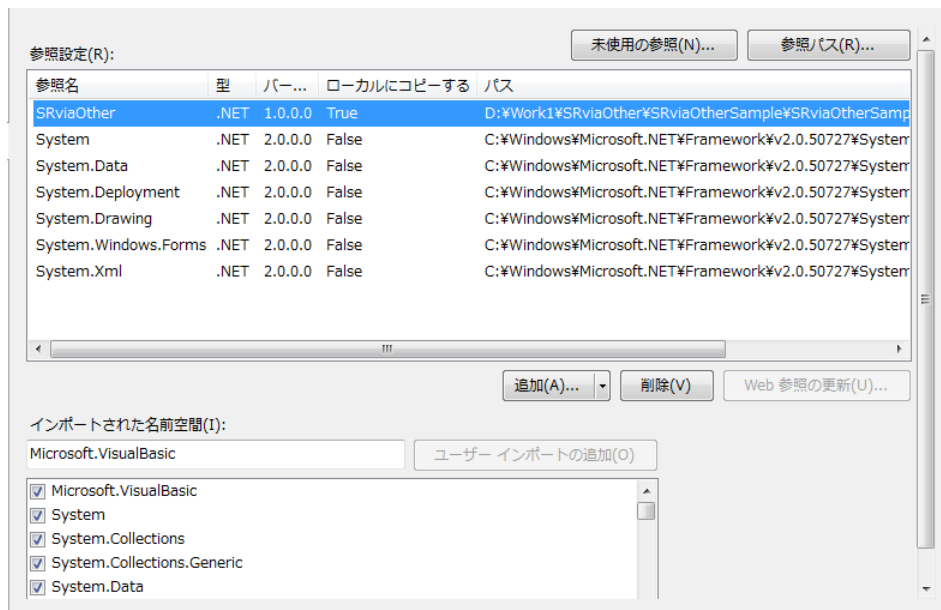 未使用の参照(N)... 参照パス(R)...
参照設定(R):
参照名 型 バー... ローカルにコピーする パス
SRviaOther .NET 1.0.0.0 True D:¥Work1¥SRviaOther¥SRviaOtherSample¥SRviaOtherSamp
System .NET 2.0.0.0 False C:¥Windows¥Microsoft.NET¥Framework¥v2.0.50727¥System
System.Data .NET 2.0.0.0 False C:¥Windows¥Microsoft.NET¥Framework¥v2.0.50727¥System
System.Deployment .NET 2.0.0.0 False C:¥Windows¥Microsoft.NET¥Framework¥v2.0.50727¥System
System.Drawing .NET 2.0.0.0 False C:¥Windows¥Microsoft.NET¥Framework¥v2.0.50727¥System
System.Windows.Forms .NET 2.0.0.0 False C:¥Windows¥Microsoft.NET¥Framework¥v2.0.50727¥System
System.Xml .NET 2.0.0.0 False C:¥Windows¥Microsoft.NET¥Framework¥v2.0.50727¥System
追加(A)... 削除(V) Web 参照の更新(U)...
インポートされた名前空間(I):
Microsoft.VisualBasic ユーザー インポートの追加(O)
Microsoft.VisualBasic
System
System.Collections
System.Collections.Generic
System.Data